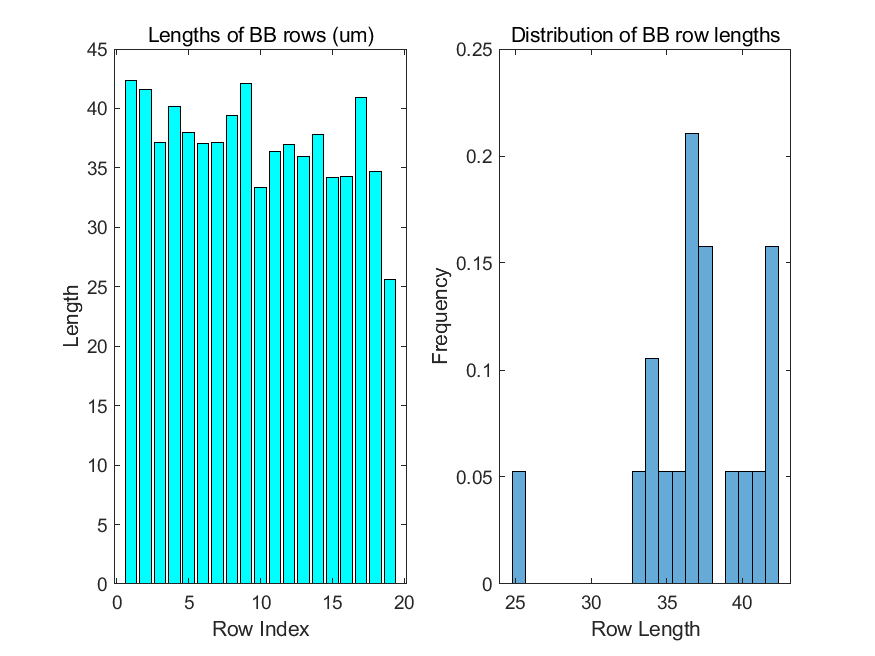 Lengths of BB rows (um)
45
40
35
30
25
20
15
10
5
0
Length
0 5 10 15 20
Row Index
Distribution of BB row lengths
0.25
0.2
0.15
0.1
0.05
0
Frequency
25 30 35 40
Row Length